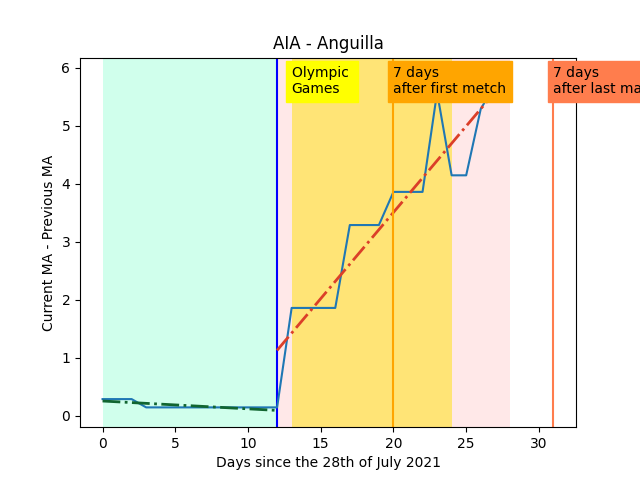 AIA - Anguilla
Olympic
Games
7 days
after first metch
7 days
after last ma
Current MA - Previous MA
6
5
4
3
2
1
0
0 5 10 15 20 25 30
Days since the 28th of July 2021